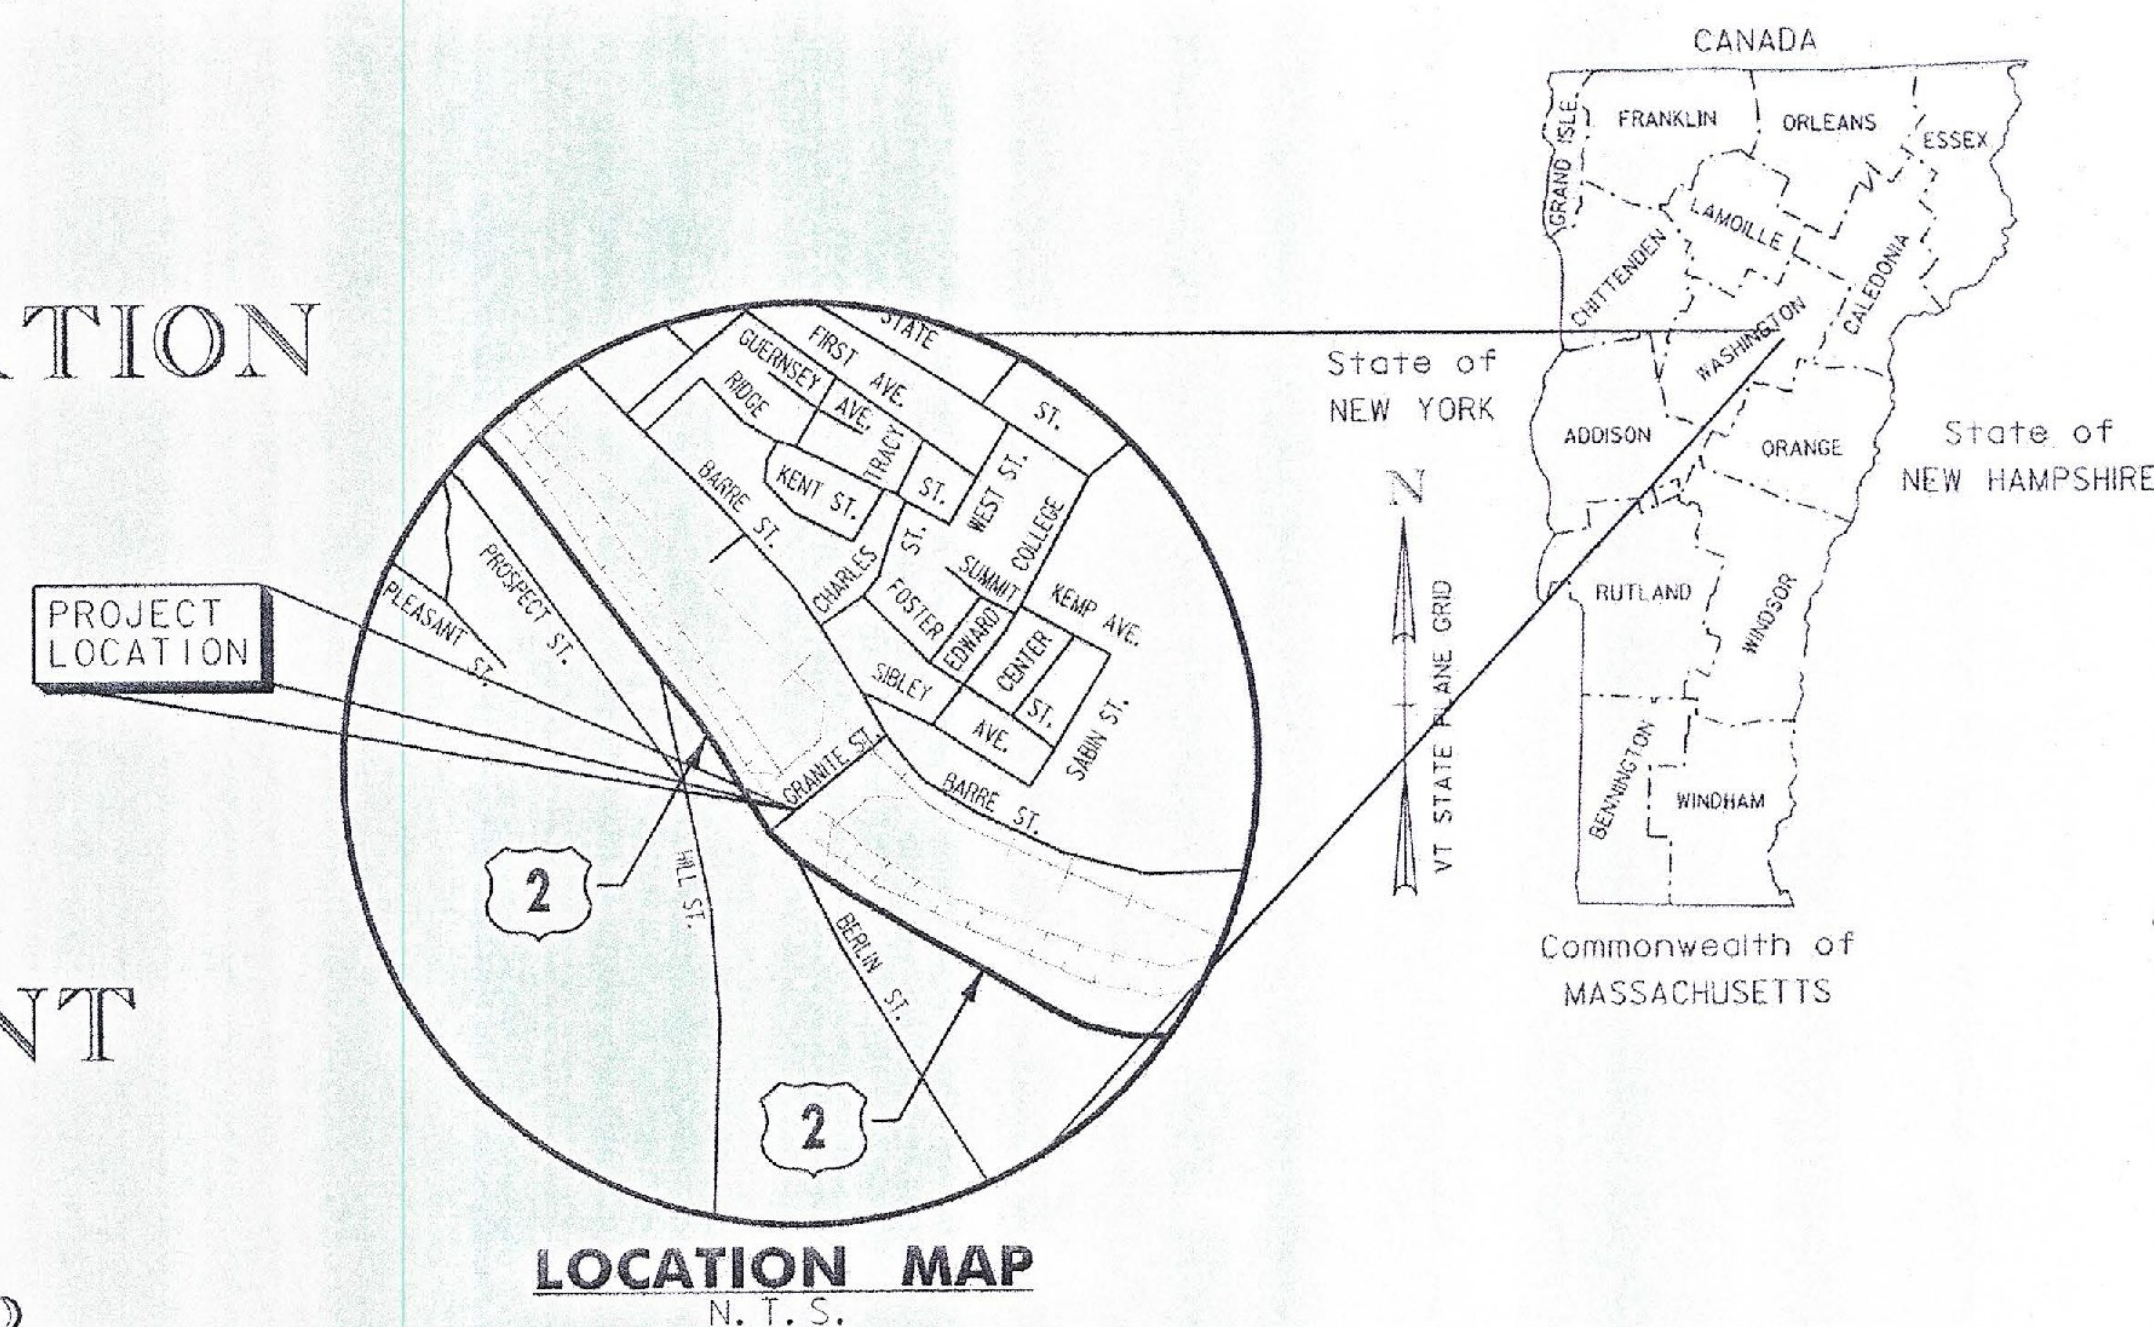 TION
NT
PROJECT
LOCATION
STATE
ST.
FIRST AVE.
GUERNSEY AVE.
RIDGE
TRACY ST.
KENT ST.
BARRE ST.
WEST ST.
COLLEGE
CHARLES ST.
SUMMIT
FOSTER
EDWARD
KEMP AVE.
CENTER ST.
SIBLEY AVE.
SABIN ST.
PROSPECT ST.
PLEASANT ST.
GRANITE ST.
BARRE ST.
HILL ST.
BERLIN ST.
2
2
LOCATION MAP
N.T.S.
CANADA
GRAND ISLE
FRANKLIN
ORLEANS
ESSEX
LAMOILLE
CHITTENDEN
CALEDONIA
WASHINGTON
ADDISON
ORANGE
RUTLAND
WINDSOR
BENNINGTON
WINDHAM
State of
NEW YORK
State of
NEW HAMPSHIRE
N
VT STATE PLANE GRID
Commonwealth of
MASSACHUSETTS